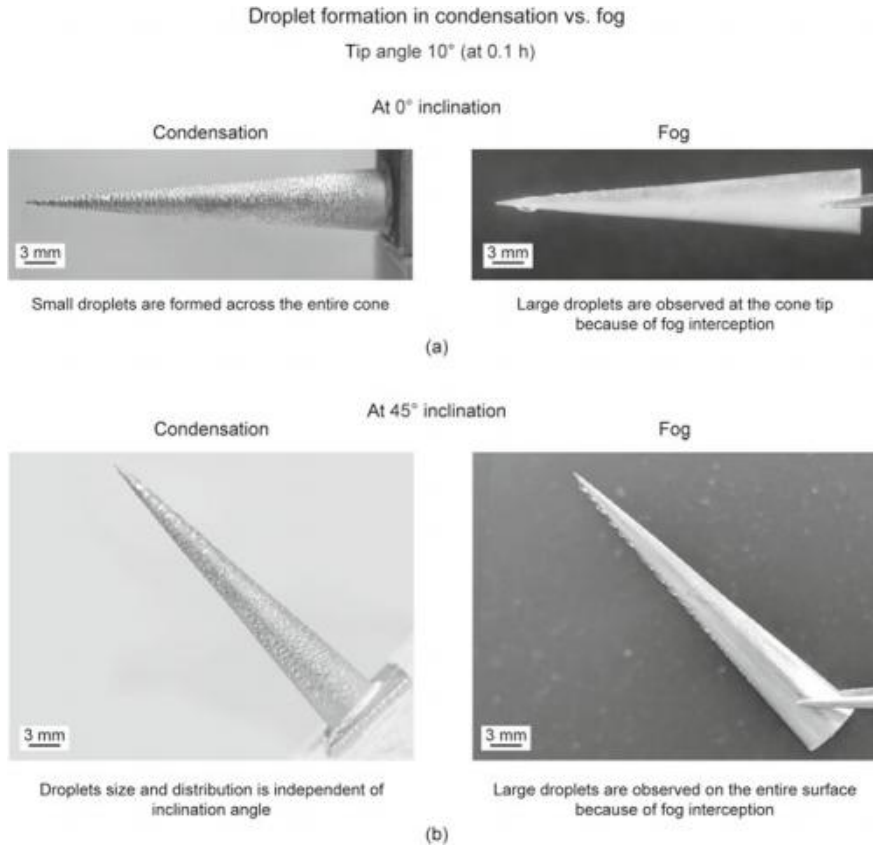 Droplet formation in condensation vs. fog
Tip angle 10° (at 0.1 h)
At 0° inclination
Condensation
Fog
3 mm
3 mm
Small droplets are formed across the entire cone
Large droplets are observed at the cone tip
because of fog interception
(a)
At 45° inclination
Condensation
Fog
3 mm
3 mm
Droplets size and distribution is independent of
inclination angle
Large droplets are observed on the entire surface
because of fog interception
(b)